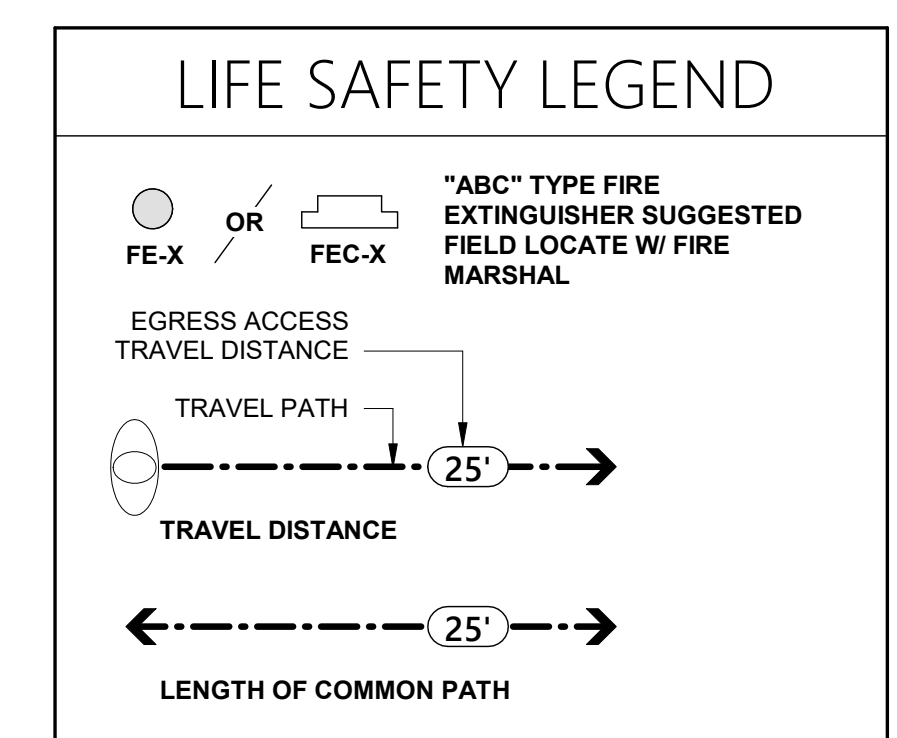 LIFE SAFETY LEGEND
FE-X
OR
FEC-X
"ABC" TYPE FIRE
EXTINGUISHER SUGGESTED
FIELD LOCATE W/ FIRE
MARSHAL
EGRESS ACCESS
TRAVEL DISTANCE
TRAVEL PATH
25'
TRAVEL DISTANCE
25'
LENGTH OF COMMON PATH